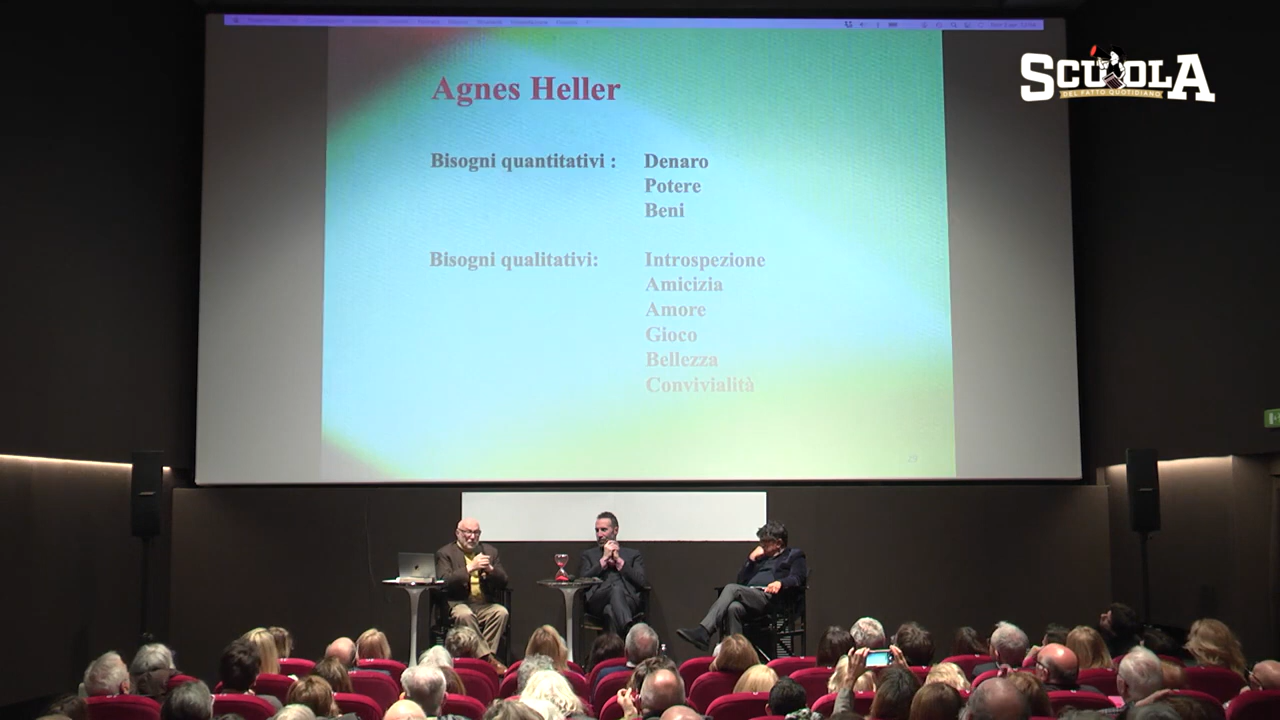 SCUOLA
DEL FATTO QUOTIDIANO
Agnes Heller
Bisogni quantitativi : Denaro
Potere
Beni
Bisogni qualitativi: Introspezione
Amicizia
Amore
Gioco
Bellezza
Convivialità